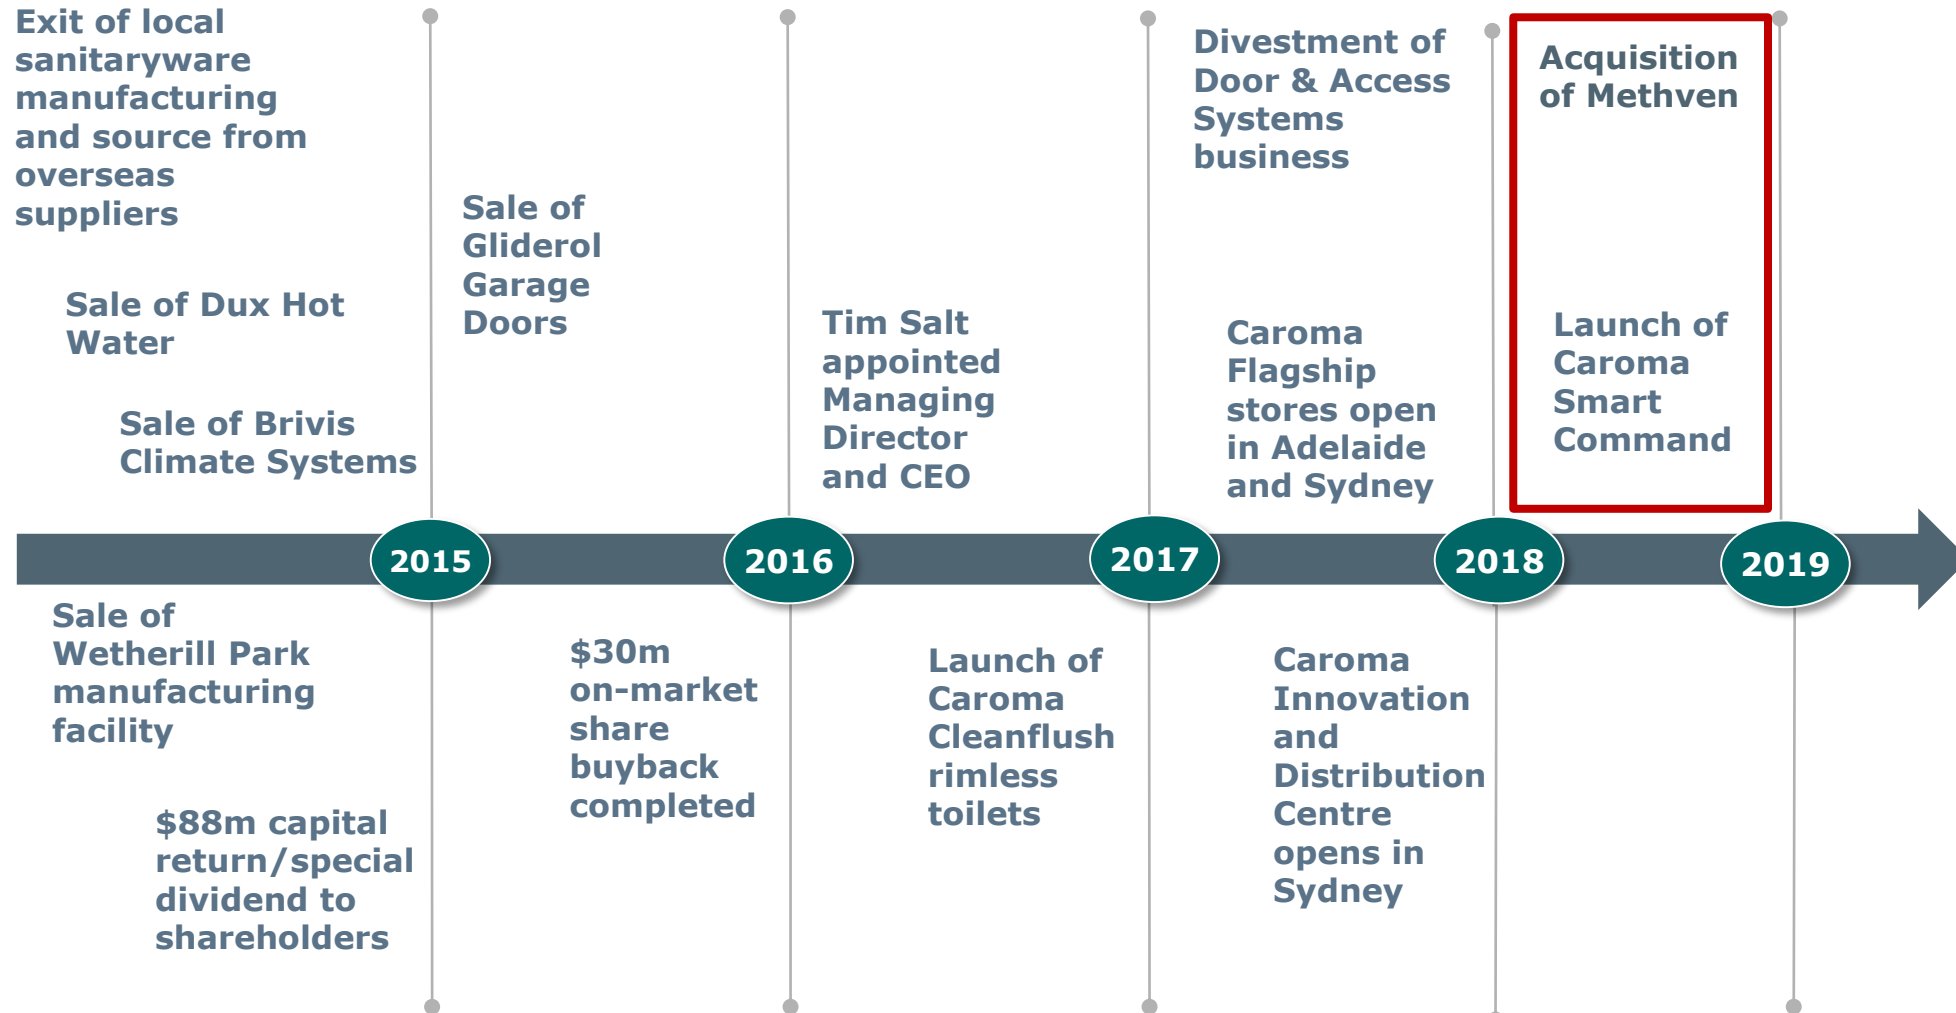 Exit of local
sanitaryware
manufacturing
and source from
overseas
suppliers
Sale of Dux Hot
Water
Sale of Brivis
Climate Systems
Sale of
Gliderol
Garage
Doors
Tim Salt
appointed
Managing
Director
and CEO
Divestment of
Door & Access
Systems
business
Caroma
Flagship
stores open
in Adelaide
and Sydney
Acquisition
of Methven
Launch of
Caroma
Smart
Command
2015
2016
2017
2018
2019
Sale of
Wetherill Park
manufacturing
facility
$88m capital
return/special
dividend to
shareholders
$30m
on-market
share
buyback
completed
Launch of
Caroma
Cleanflush
rimless
toilets
Caroma
Innovation
and
Distribution
Centre
opens in
Sydney